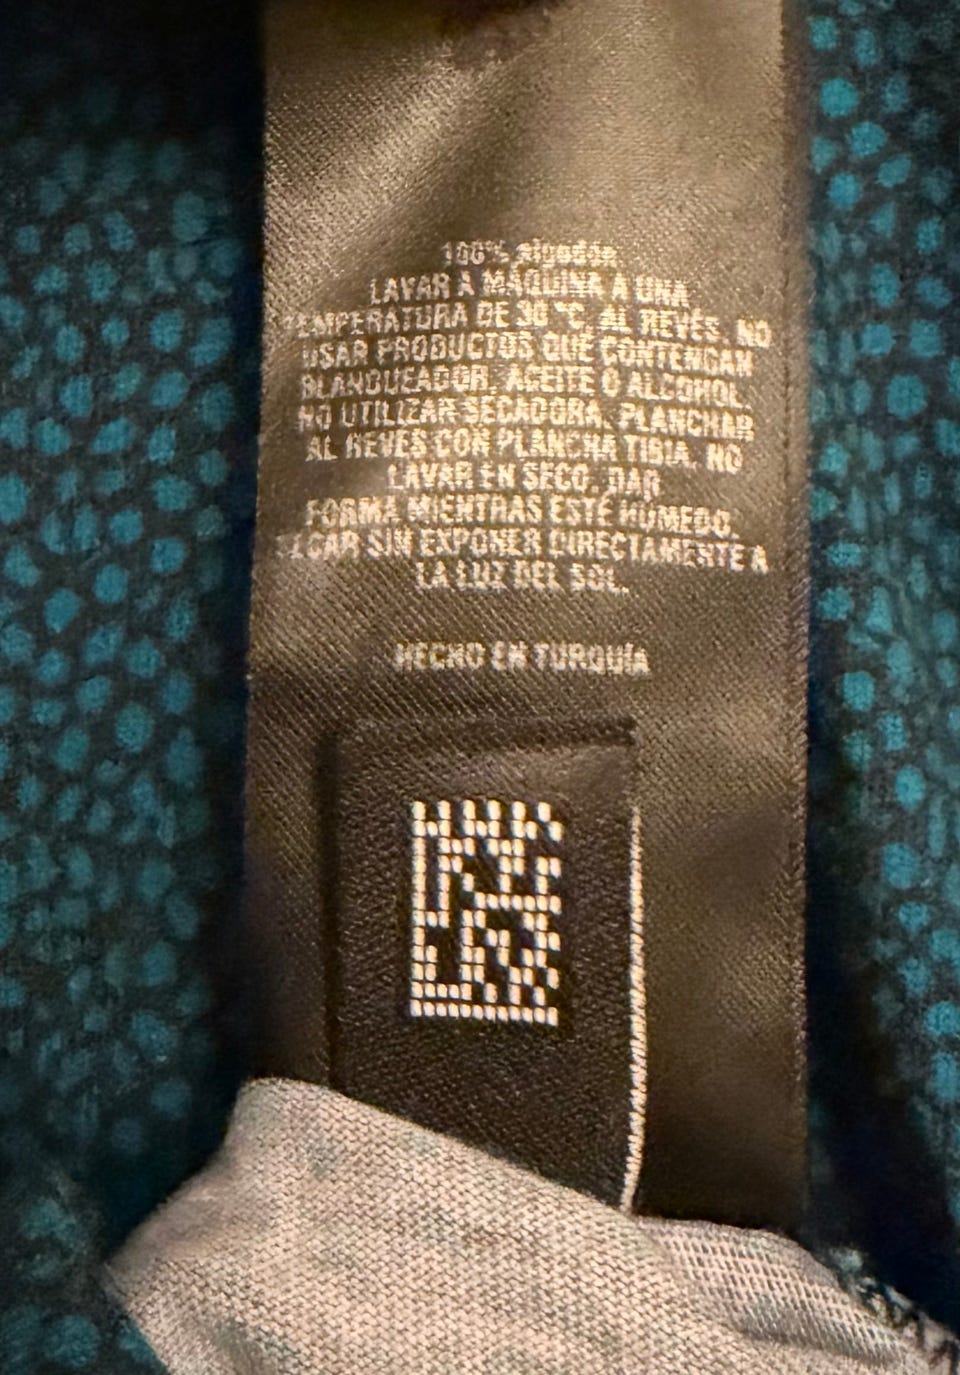 100% algodón
LAVAR A MÁQUINA A UNA
TEMPERATURA DE 30 °C, AL REVÉS. NO
USAR PRODUCTOS QUE CONTENGAN
BLANQUEADOR, ACEITE O ALCOHOL.
NO UTILIZAR SECADORA. PLANCHAR
AL REVÉS CON PLANCHA TIBIA. NO
LAVAR EN SECO. DAR
FORMA MIENTRAS ESTÉ HÚMEDO.
SECAR SIN EXPONER DIRECTAMENTE A
LA LUZ DEL SOL.
HECHO EN TURQUÍA